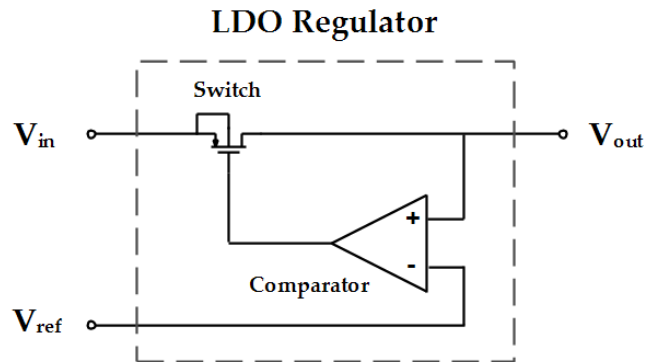 LDO Regulator
Switch
Vin
Vout
+
-
Comparator
Vref